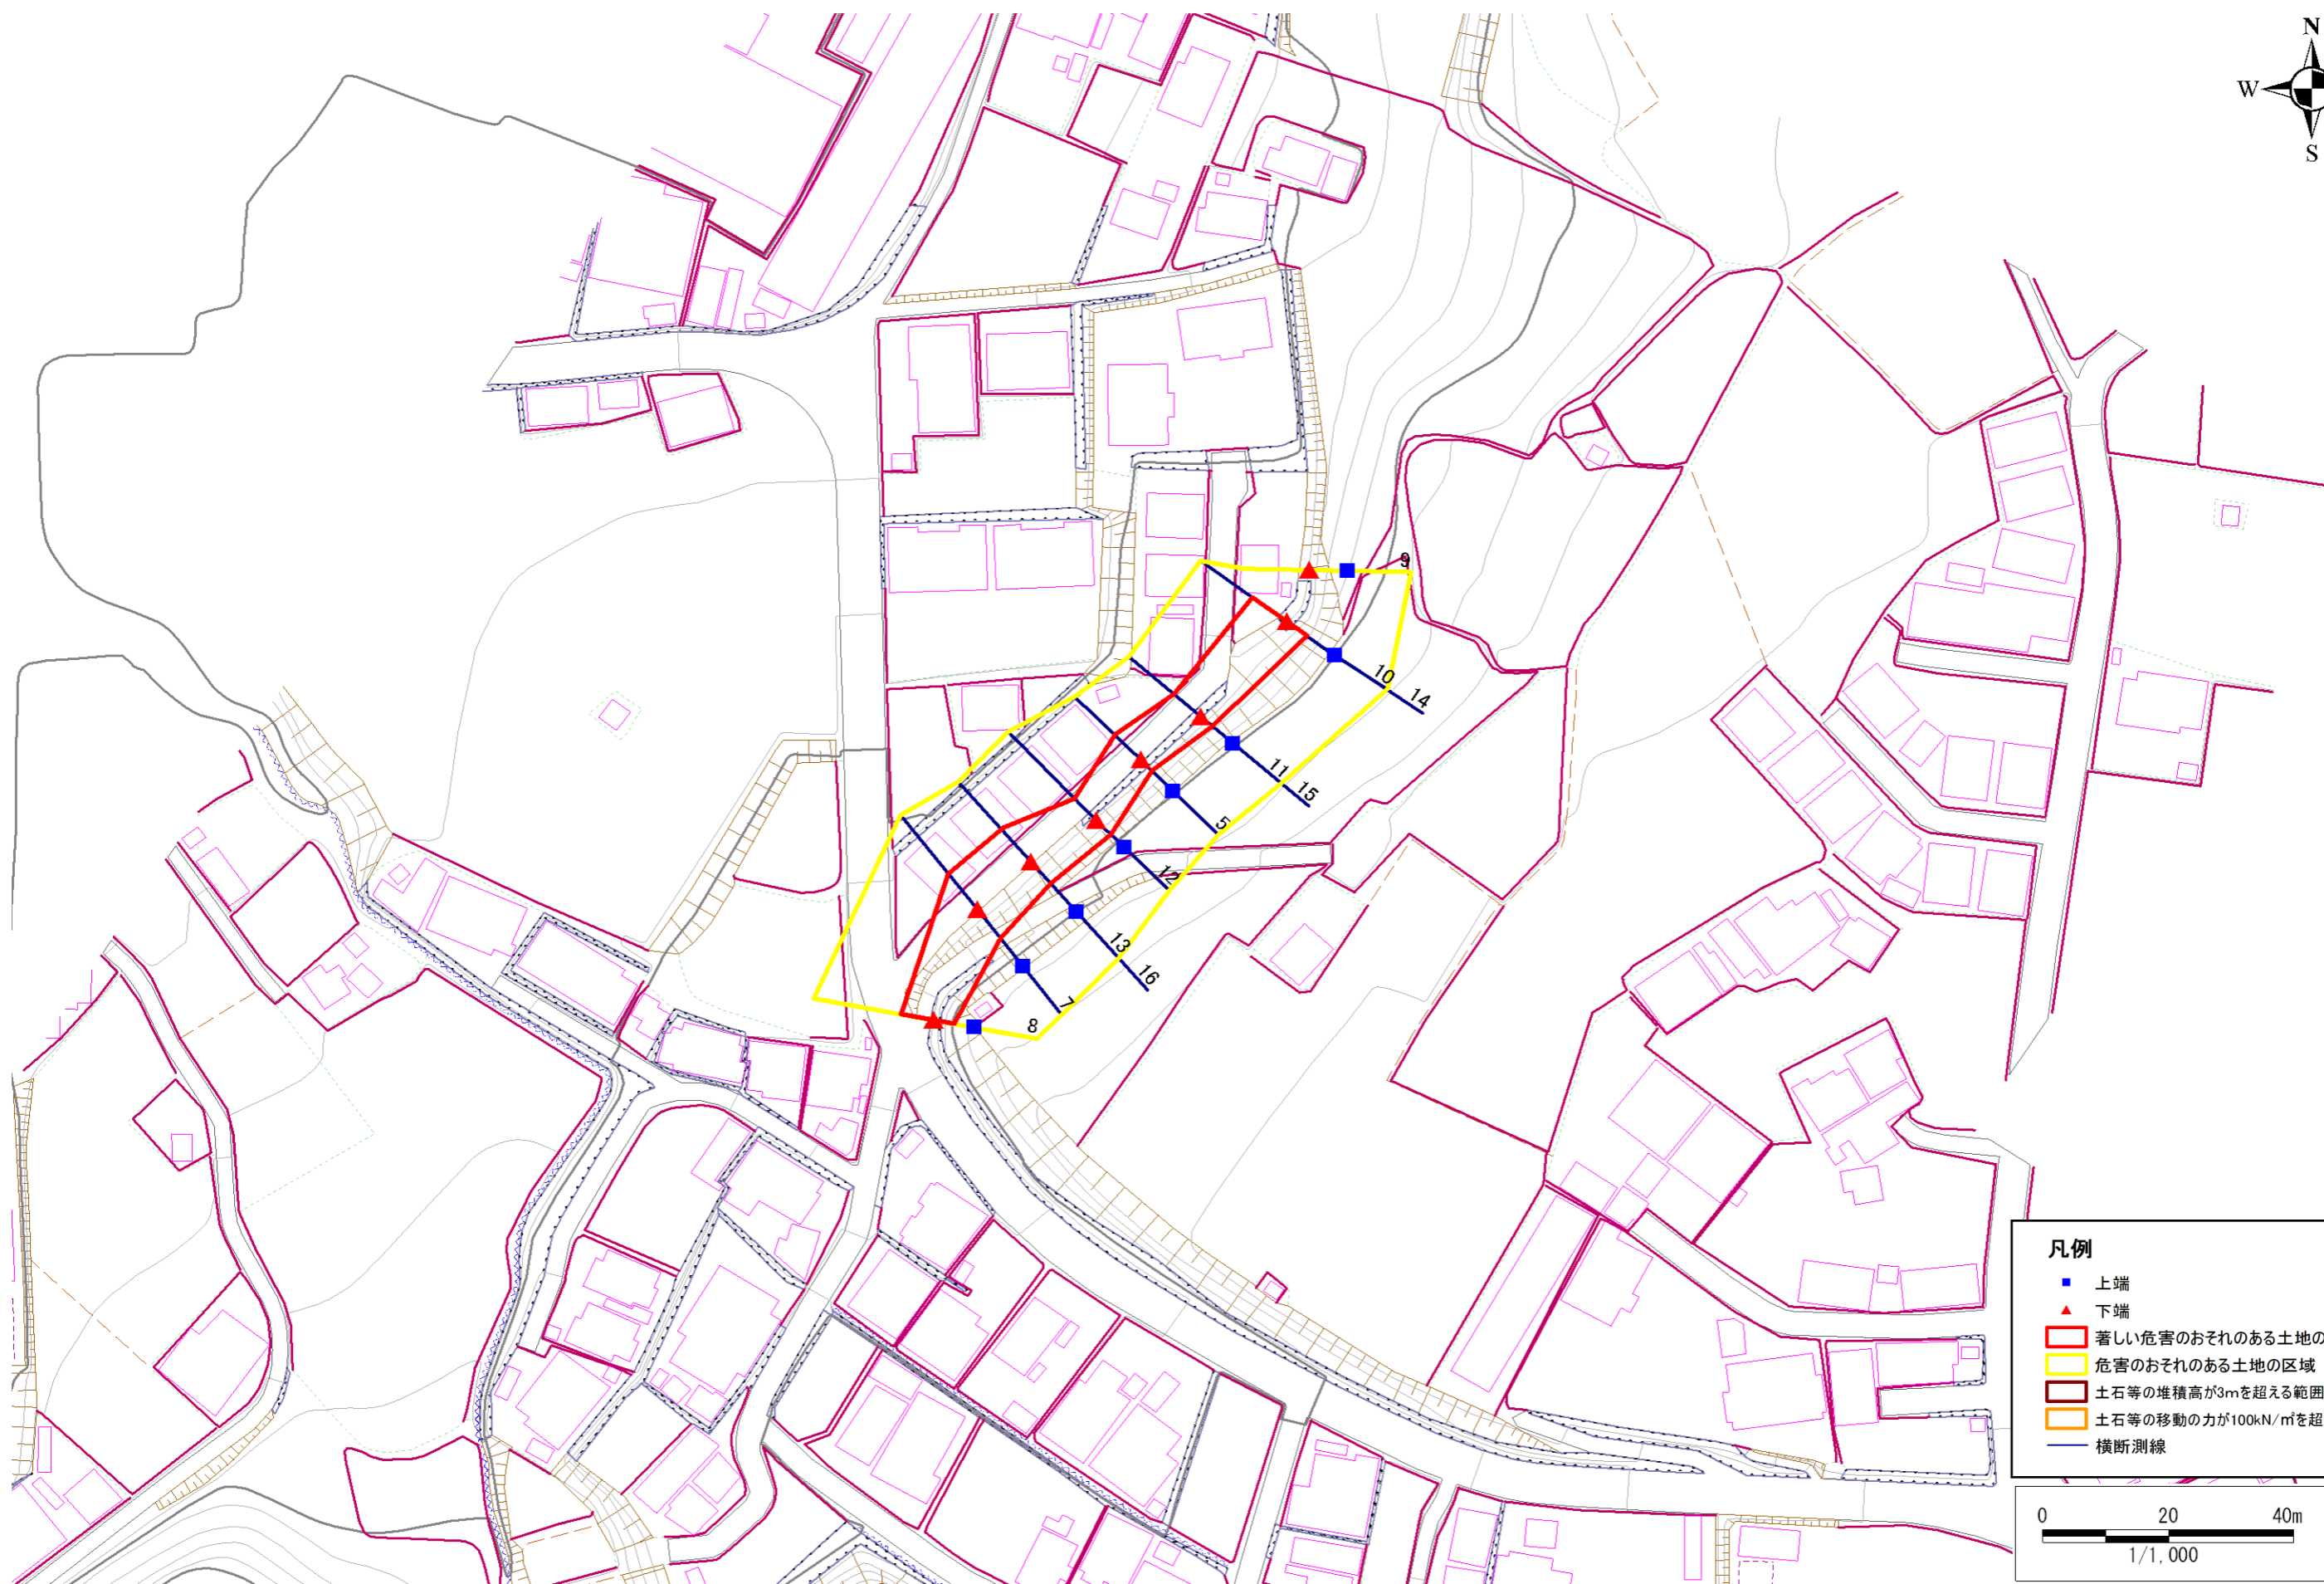 N
W
S
9
10
14
11
15
5
12
13
16
7
8
凡例
上端
下端
著しい危害のおそれのある土地の
危害のおそれのある土地の区域
土石等の堆積高が3mを超える範囲
土石等の移動の力が100kN/㎡を超
横断測線
0 20 40m
1/1,000